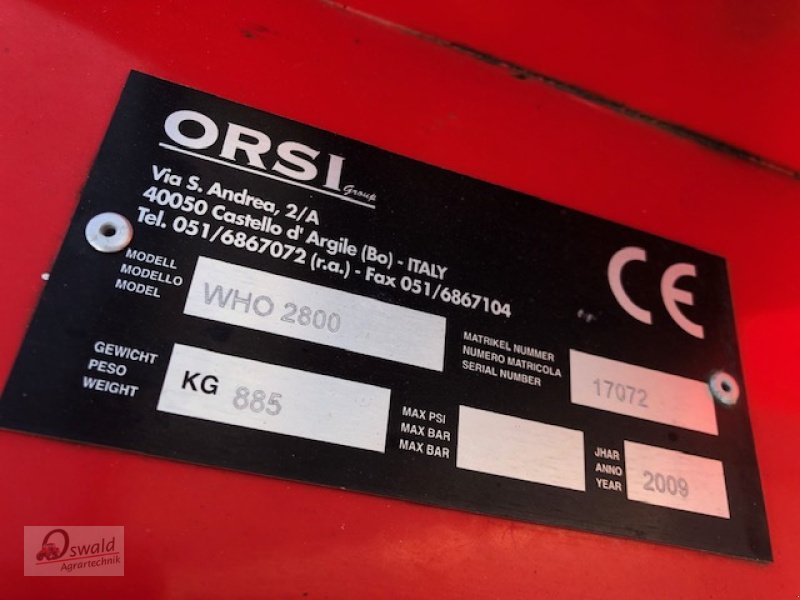 ORSI
Group
Via S. Andrea, 2/A
40050 Castello d' Argile (Bo) - ITALY
Tel. 051/6867072 (r.a.) - Fax 051/6867104
CE
MODELL
MODELLO
MODEL
WHO 2800
MATRIKEL NUMMER
NUMERO MATRICOLA
SERIAL NUMBER
17072
GEWICHT
PESO
WEIGHT
KG 885
MAX PSI
MAX BAR
MAX BAR
JHAR
ANNO
YEAR
2009
Oswald
Agrartechnik